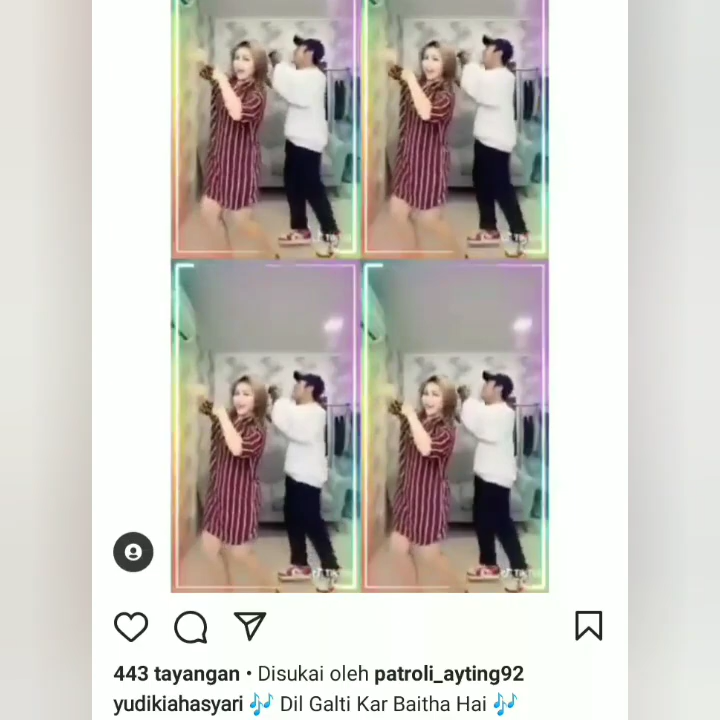 443 tayangan • Disukai oleh patroli_ayting92
yudikiahasyari 🎶 Dil Galti Kar Baitha Hai 🎶